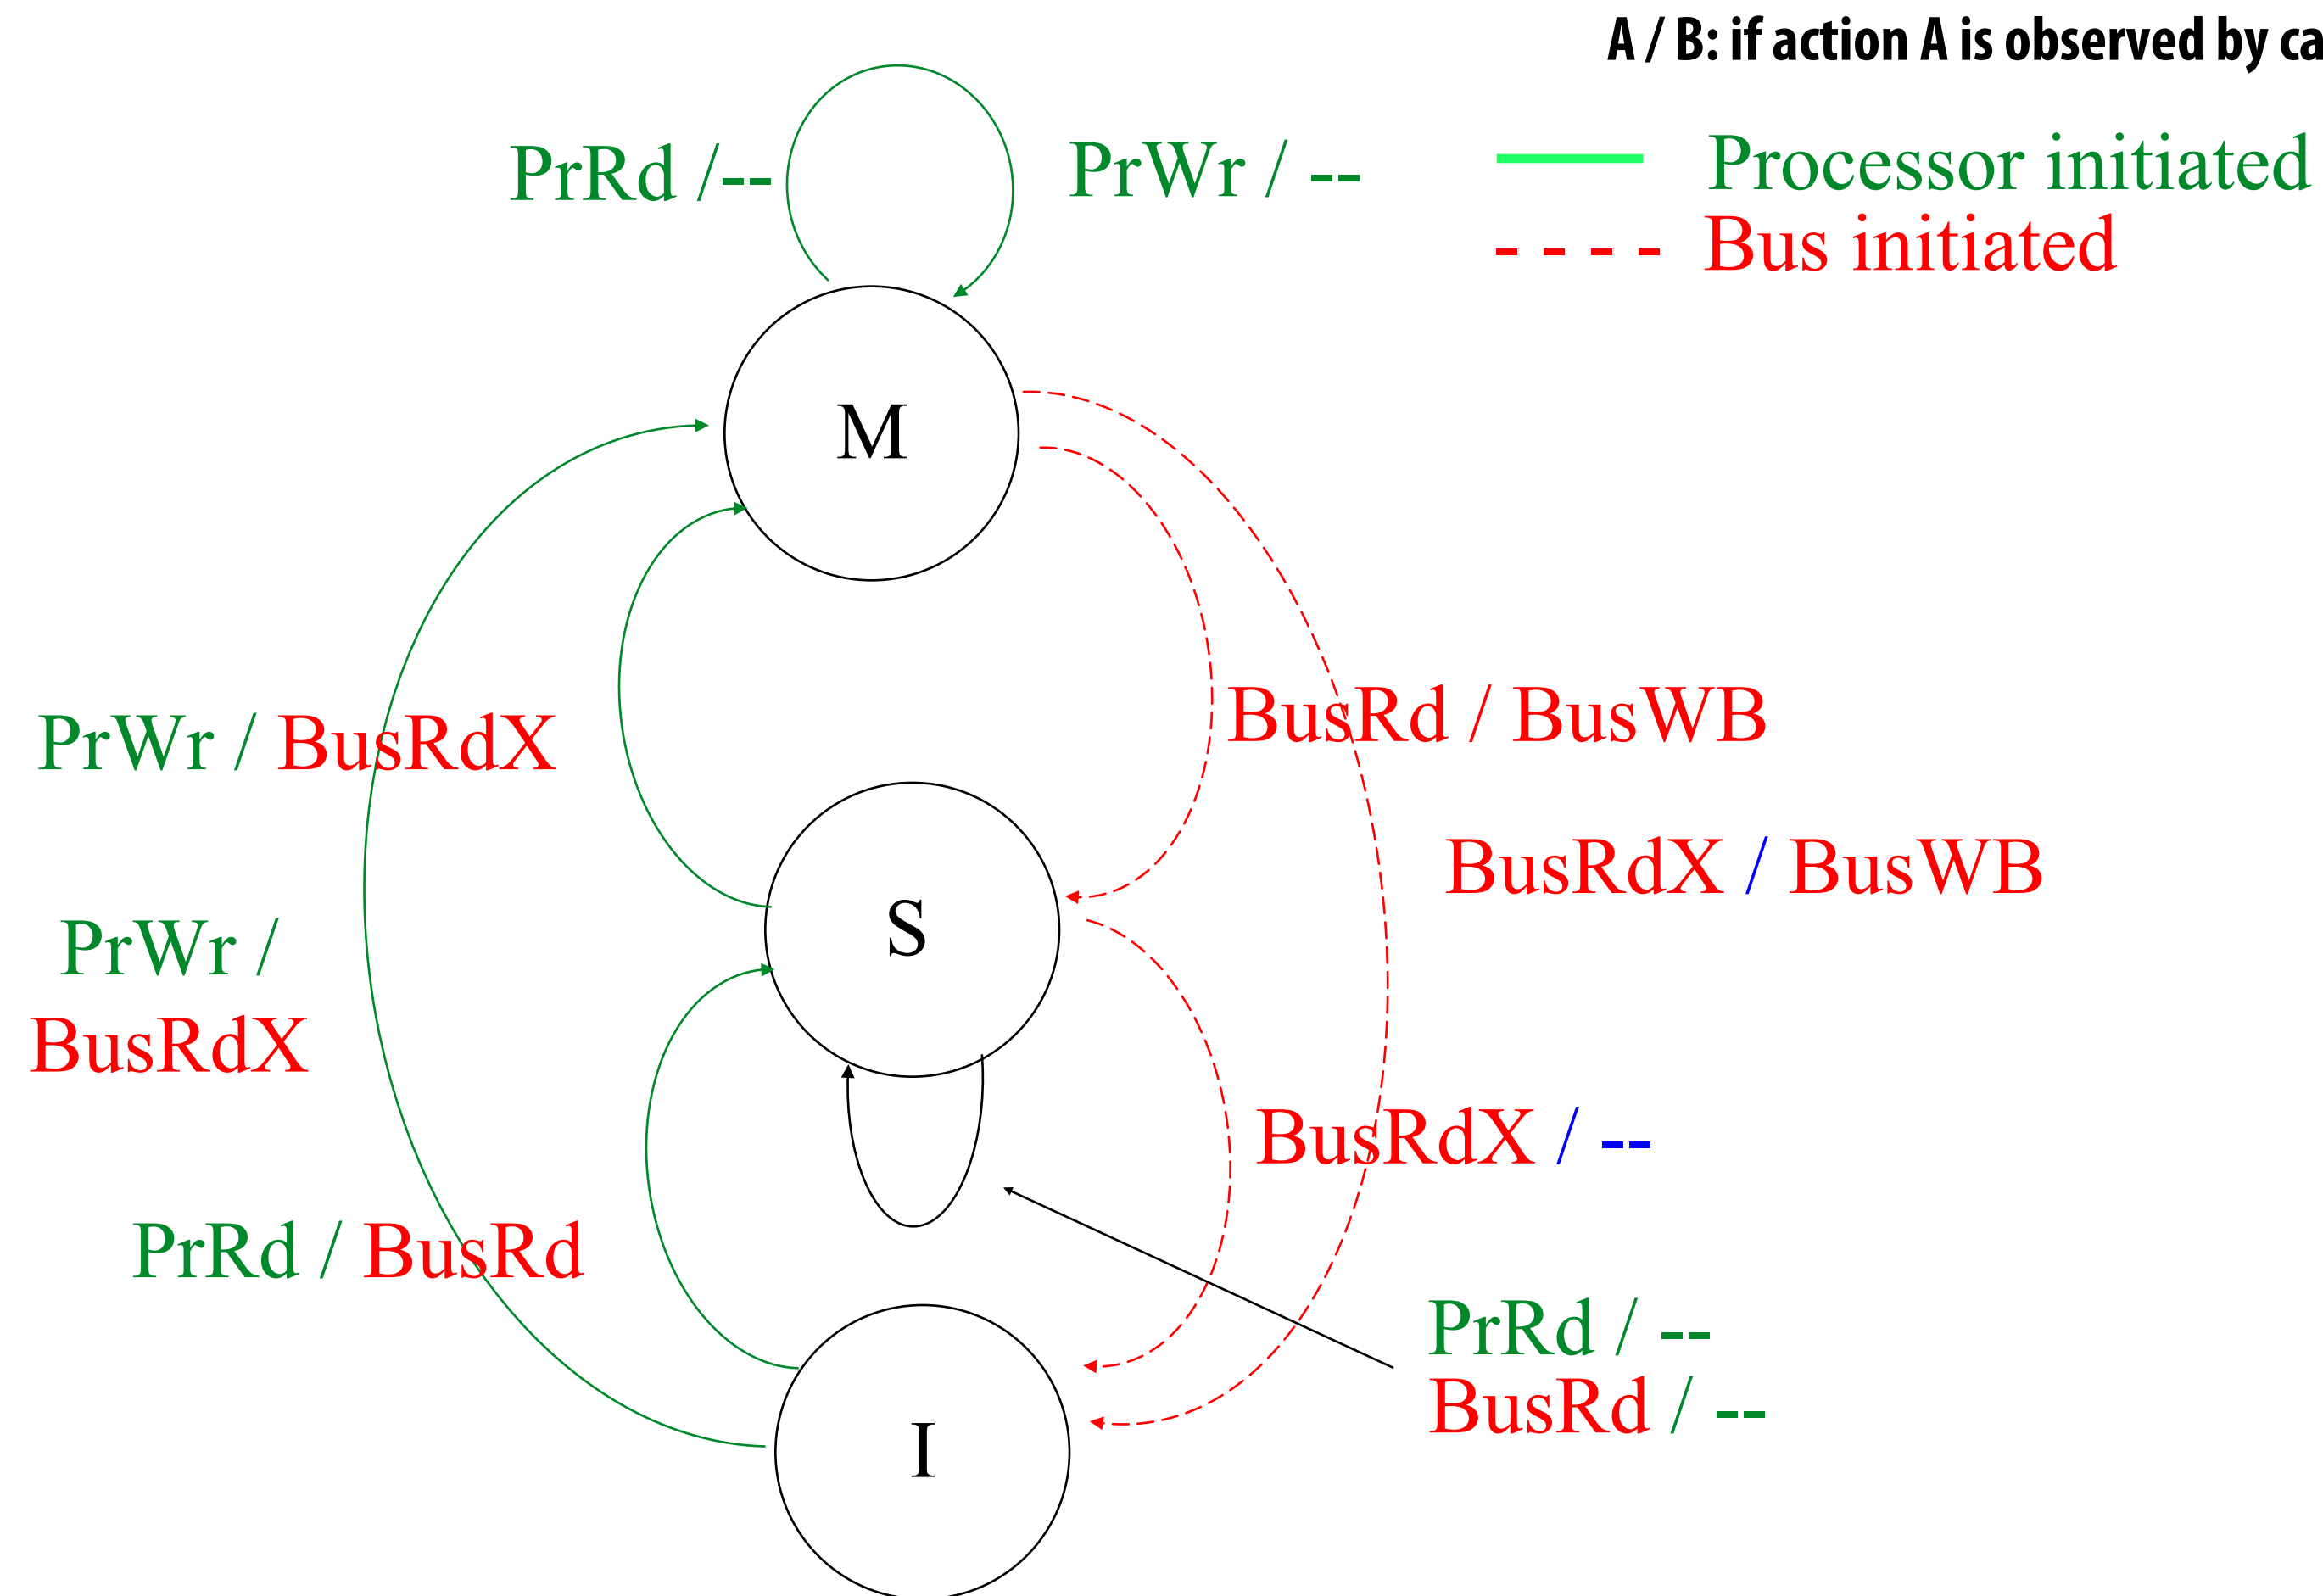 A / B: if action A is observed by ca
PrRd / --
PrWr / --
Processor initiated
Bus initiated
M
BusRd / BusWB
PrWr / BusRdX
BusRdX / BusWB
S
PrWr /
BusRdX
BusRdX / --
PrRd / BusRd
PrRd / --
BusRd / --
I